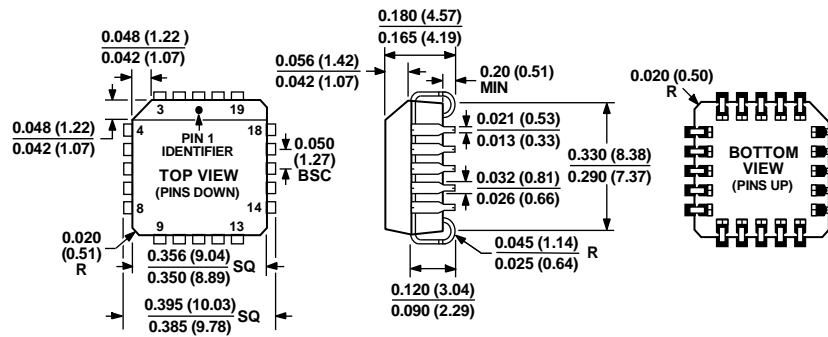 0.048 (1.22 )
0.042 (1.07)
0.048 (1.22)
0.042 (1.07)
3
19
4
18
PIN 1
IDENTIFIER
TOP VIEW
(PINS DOWN)
8
14
9
13
0.050
(1.27)
BSC
0.020
(0.51)
R
0.356 (9.04)
0.350 (8.89)
SQ
0.395 (10.03)
0.385 (9.78)
SQ
0.180 (4.57)
0.165 (4.19)
0.056 (1.42)
0.042 (1.07)
0.20 (0.51)
MIN
0.021 (0.53)
0.013 (0.33)
0.032 (0.81)
0.026 (0.66)
0.330 (8.38)
0.290 (7.37)
0.045 (1.14)
0.025 (0.64)
R
0.120 (3.04)
0.090 (2.29)
0.020 (0.50)
R
BOTTOM
VIEW
(PINS UP)